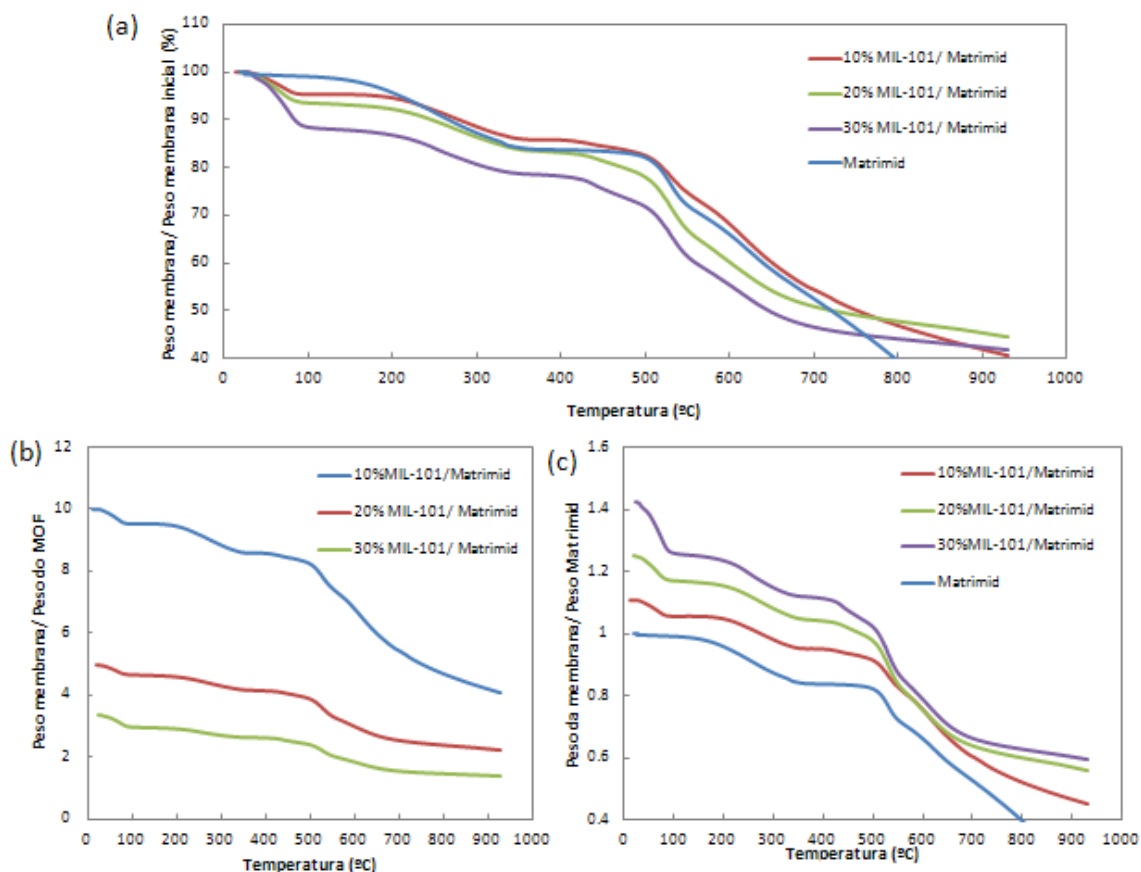 (a)
Peso membrana/ Peso membrana inicial (%)
110
100
90
80
70
60
50
40
0 100 200 300 400 500 600 700 800 900 1000
Temperatura (ºC)
10% MIL-101/ Matrimid
20% MIL-101/ Matrimid
30% MIL-101/ Matrimid
Matrimid
(b)
Peso membrana/ Peso do MOF
12
10
8
6
4
2
0
0 100 200 300 400 500 600 700 800 900 1000
Temperatura (ºC)
10%MIL-101/Matrimid
20% MIL-101/ Matrimid
30% MIL-101/ Matrimid
(c)
Peso da membrana/ Peso Matrimid
1.6
1.4
1.2
1
0.8
0.6
0.4
0 100 200 300 400 500 600 700 800 900 1000
Temperatura (ºC)
10%MIL-101/Matrimid
20%MIL-101/Matrimid
30%MIL-101/Matrimid
Matrimid